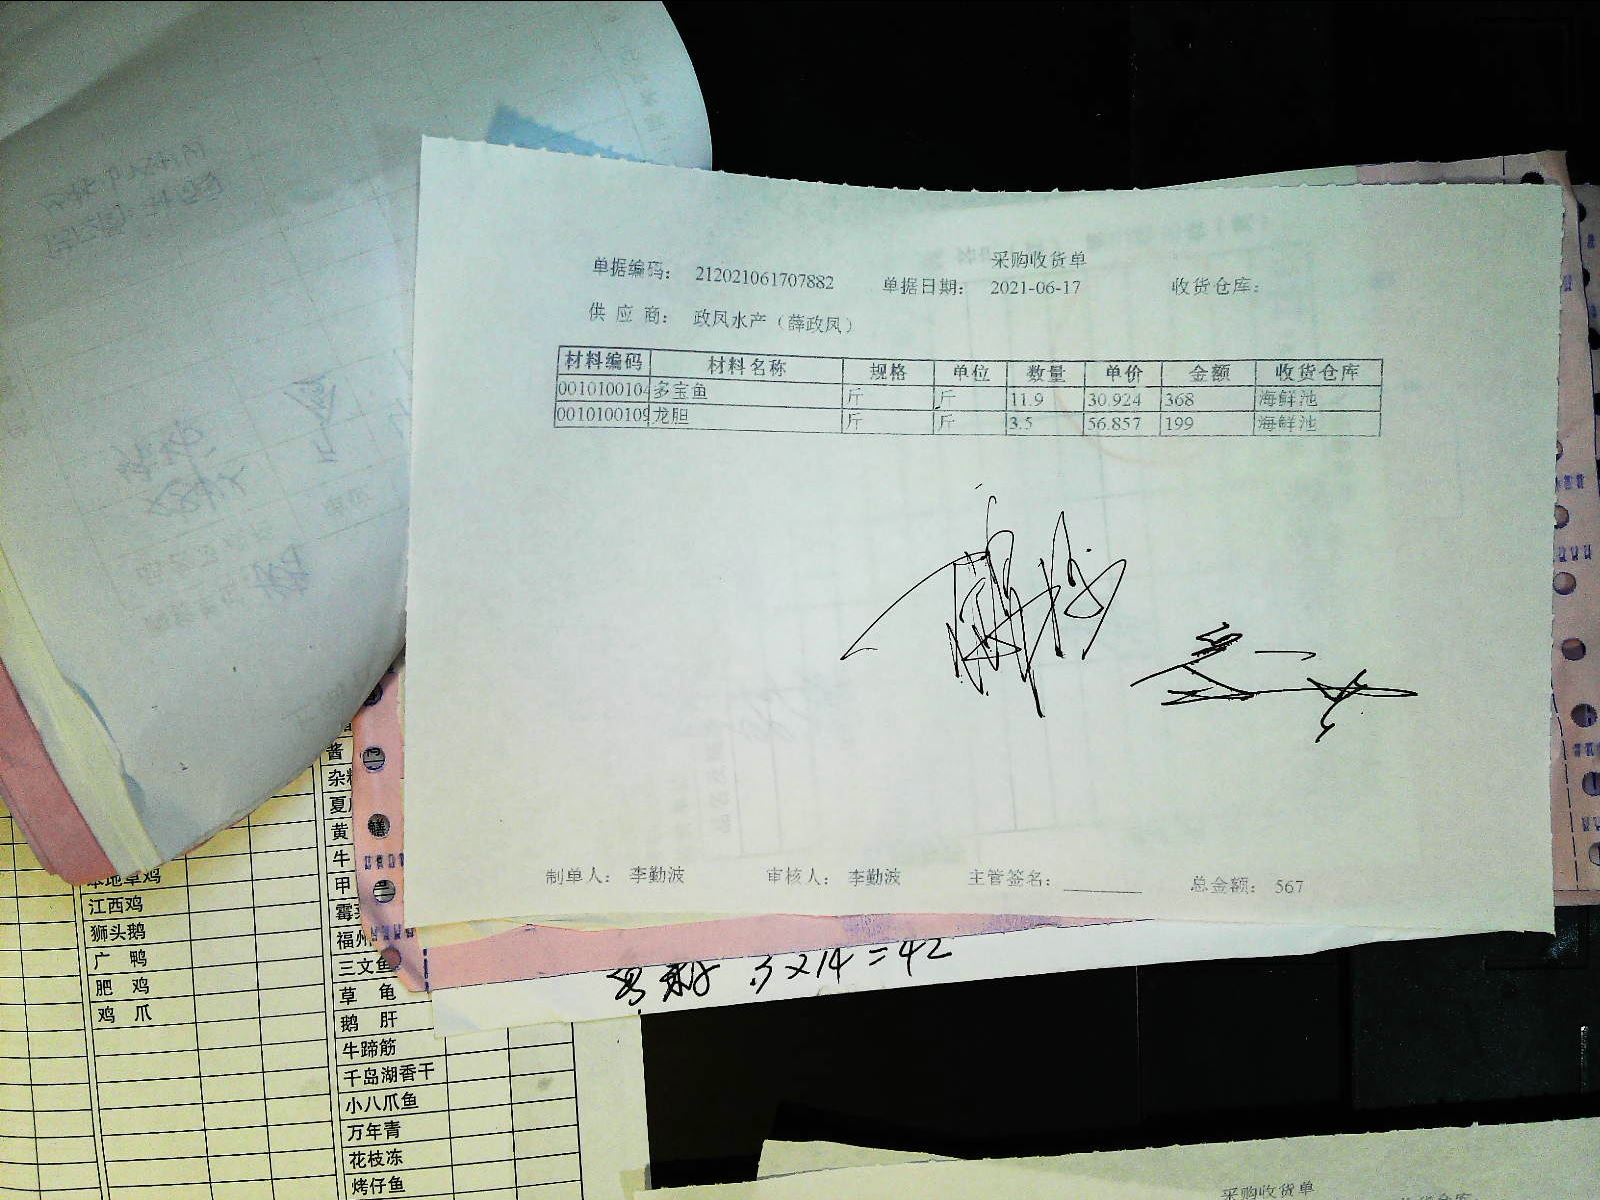 采购收货单
单据编码： 212021061707882 单据日期： 2021-06-17 收货仓库：
供 应 商： 政凤水产（薛政凤）
材料编码 材料名称 规格 单位 数量 单价 金额 收货仓库
0010100104 多宝鱼 斤 斤 11.9 30.924 368 海鲜池
0010100109 龙胆 斤 斤 3.5 56.857 199 海鲜池
制单人： 李勤波 审核人： 李勤波 主管签名： 总金额： 567
3×14=42
本地草鸡
江西鸡
狮头鹅
广 鸭
肥 鸡
鸡 爪
酱
杂
夏
黄
牛
甲
霉
福州
三文鱼
草 龟
鹅 肝
牛蹄筋
千岛湖香干
小八爪鱼
万年青
花枝冻
烤仔鱼
采购收货单